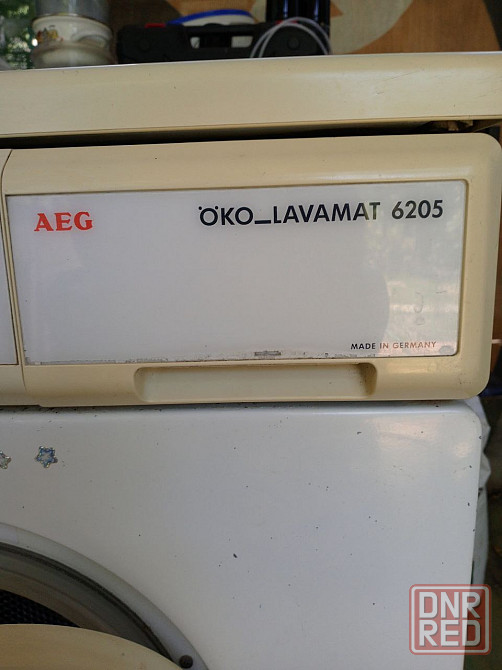 AEG
ÖKO_LAVAMAT 6205
MADE IN GERMANY
DNR
RED